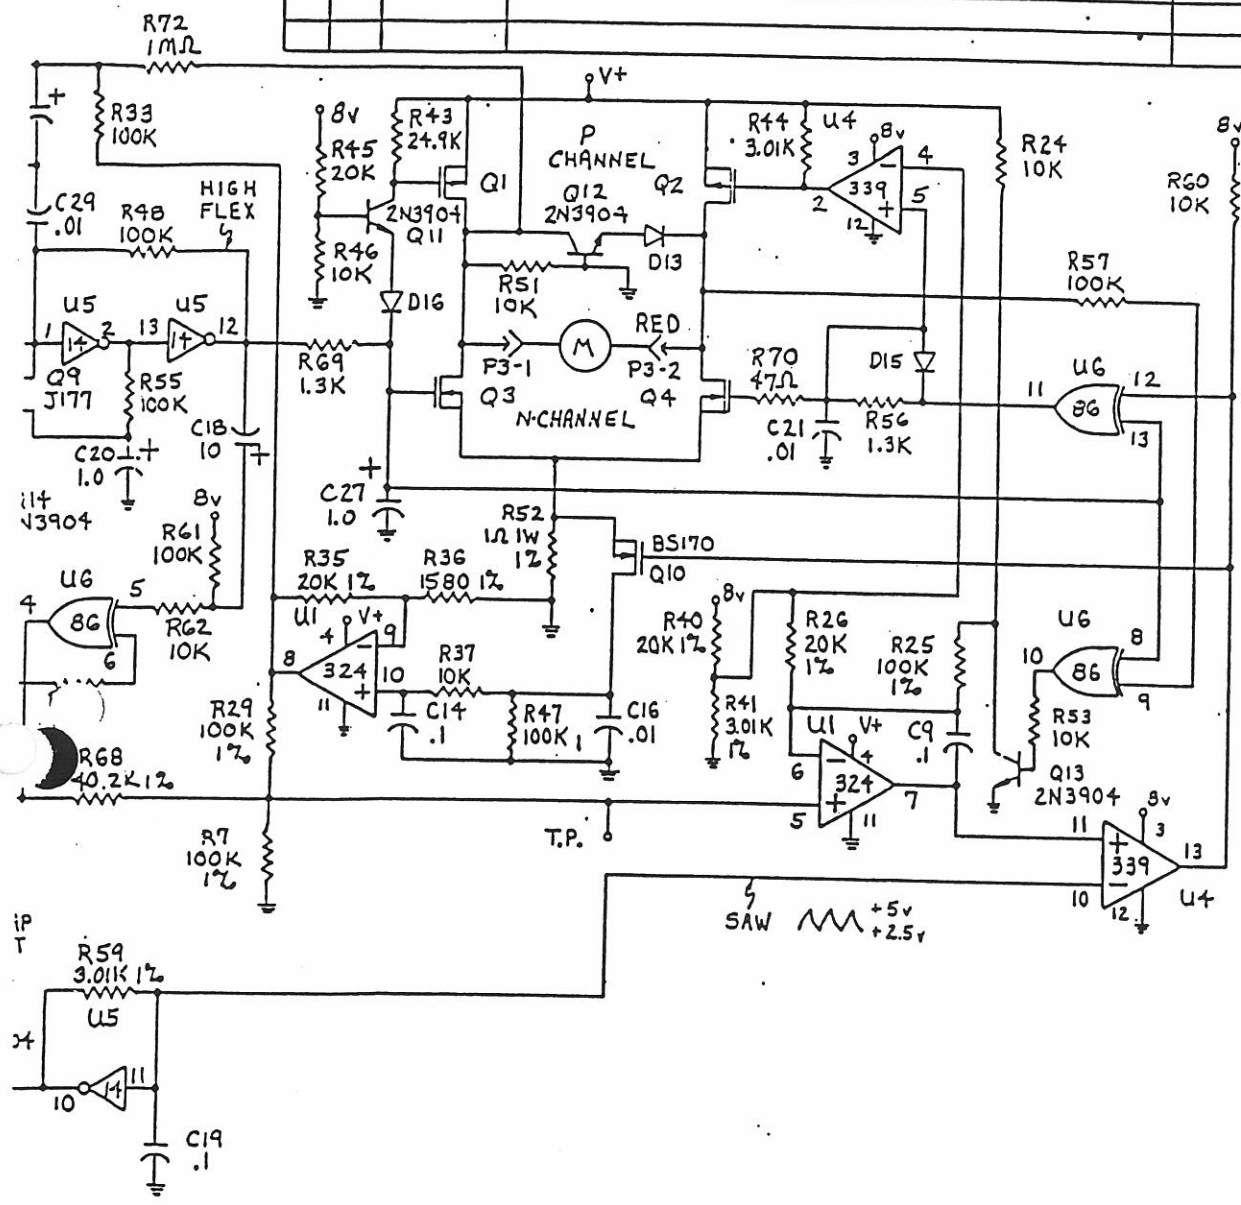 R72
1MΩ
+
R33
100K
C29
.01
R48
100K
HIGH
FLEX
U5
1
14
2
U5
13
14
12
Q9
J177
R55
100K
C20
1.0
+
C18
10
+
8v
R61
100K
N3904
U6
4
86
5
6
R62
10K
R69
1.3K
8v
R45
20K
R46
10K
R43
24.9K
2N3904
Q11
D16
Q1
V+
P
CHANNEL
Q12
2N3904
D13
R51
10K
P3-1
M
RED
P3-2
Q2
Q3
N-CHANNEL
Q4
R44
3.01K
U4
8v
3
4
-
339
+
5
2
12
R24
10K
8v
R60
10K
R57
100K
D15
R70
47Ω
C21
.01
R56
1.3K
U6
11
86
12
13
+
C27
1.0
R52
1Ω 1W
1%
BS170
Q10
R35
20K 1%
R36
1580 1%
U1
V+
4
9
-
324
+
10
8
11
R37
10K
C14
.1
R47
100K
C16
.01
8v
R40
20K 1%
R41
3.01K
1%
R26
20K
1%
R25
100K
1%
C9
.1
U1
V+
4
6
-
324
+
5
7
11
U6
8
86
9
10
R53
10K
Q13
2N3904
R29
100K
1%
R68
40.2K 1%
R7
100K
1%
T.P.
8v
3
11
+
339
-
10
13
U4
12
SAW
+5v
+2.5v
R59
3.01K 1%
U5
14
11
10
C19
.1